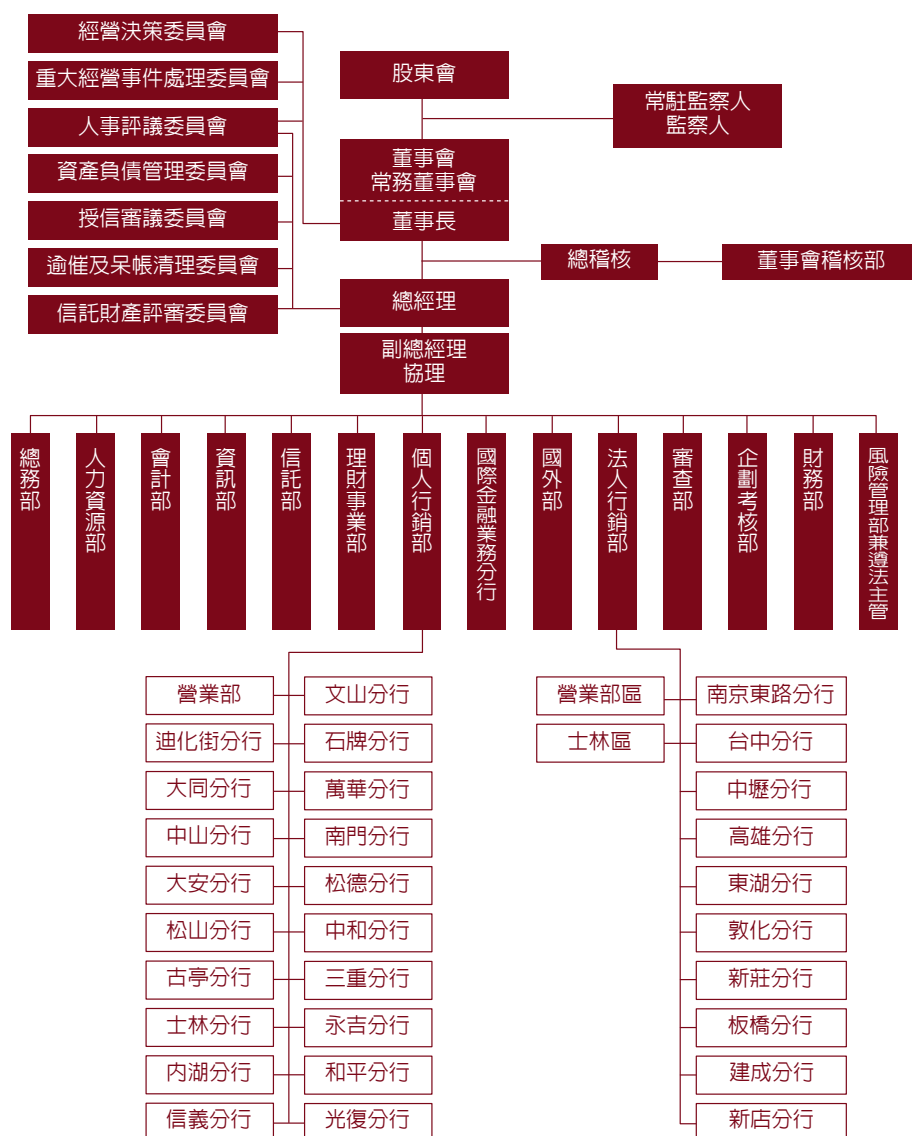 經營決策委員會
重大經營事件處理委員會
人事評議委員會
資產負債管理委員會
授信審議委員會
逾催及呆帳清理委員會
信託財產評審委員會
股東會
常駐監察人
監察人
董事會
常務董事會
董事長
總稽核
董事會稽核部
總經理
副總經理
協理
總務部
人力資源部
會計部
資訊部
信託部
理財事業部
個人行銷部
國際金融業務分行
國外部
法人行銷部
審查部
企劃考核部
財務部
風險管理部兼遵法主管
營業部
文山分行
迪化街分行
石牌分行
大同分行
萬華分行
中山分行
南門分行
大安分行
松德分行
松山分行
中和分行
古亭分行
三重分行
士林分行
永吉分行
内湖分行
和平分行
信義分行
光復分行
營業部區
南京東路分行
士林區
台中分行
中壢分行
高雄分行
東湖分行
敦化分行
新莊分行
板橋分行
建成分行
新店分行